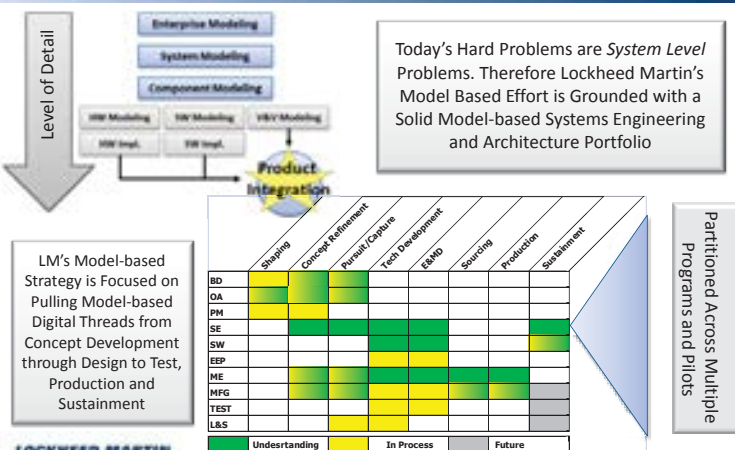 Level of Detail
Enterprise Modeling
System Modeling
Component Modeling
HW Modeling SW Modeling V&V Modeling
HW Impl. SW Impl.
Product
Integration
Today's Hard Problems are System Level
Problems. Therefore Lockheed Martin's
Model Based Effort is Grounded with a
Solid Model-based Systems Engineering
and Architecture Portfolio
LM's Model-based
Strategy is Focused on
Pulling Model-based
Digital Threads from
Concept Development
through Design to Test,
Production and
Sustainment
Shaping
Concept Refinement
Pursuit/Capture
Tech Development
E&MD
Sourcing
Production
Sustainment
BD
OA
PM
SE
SW
EEP
ME
MFG
TEST
L&S
Undesrtanding In Process Future
Partitioned Across Multiple
Programs and Pilots
LOCKHEED MARTIN